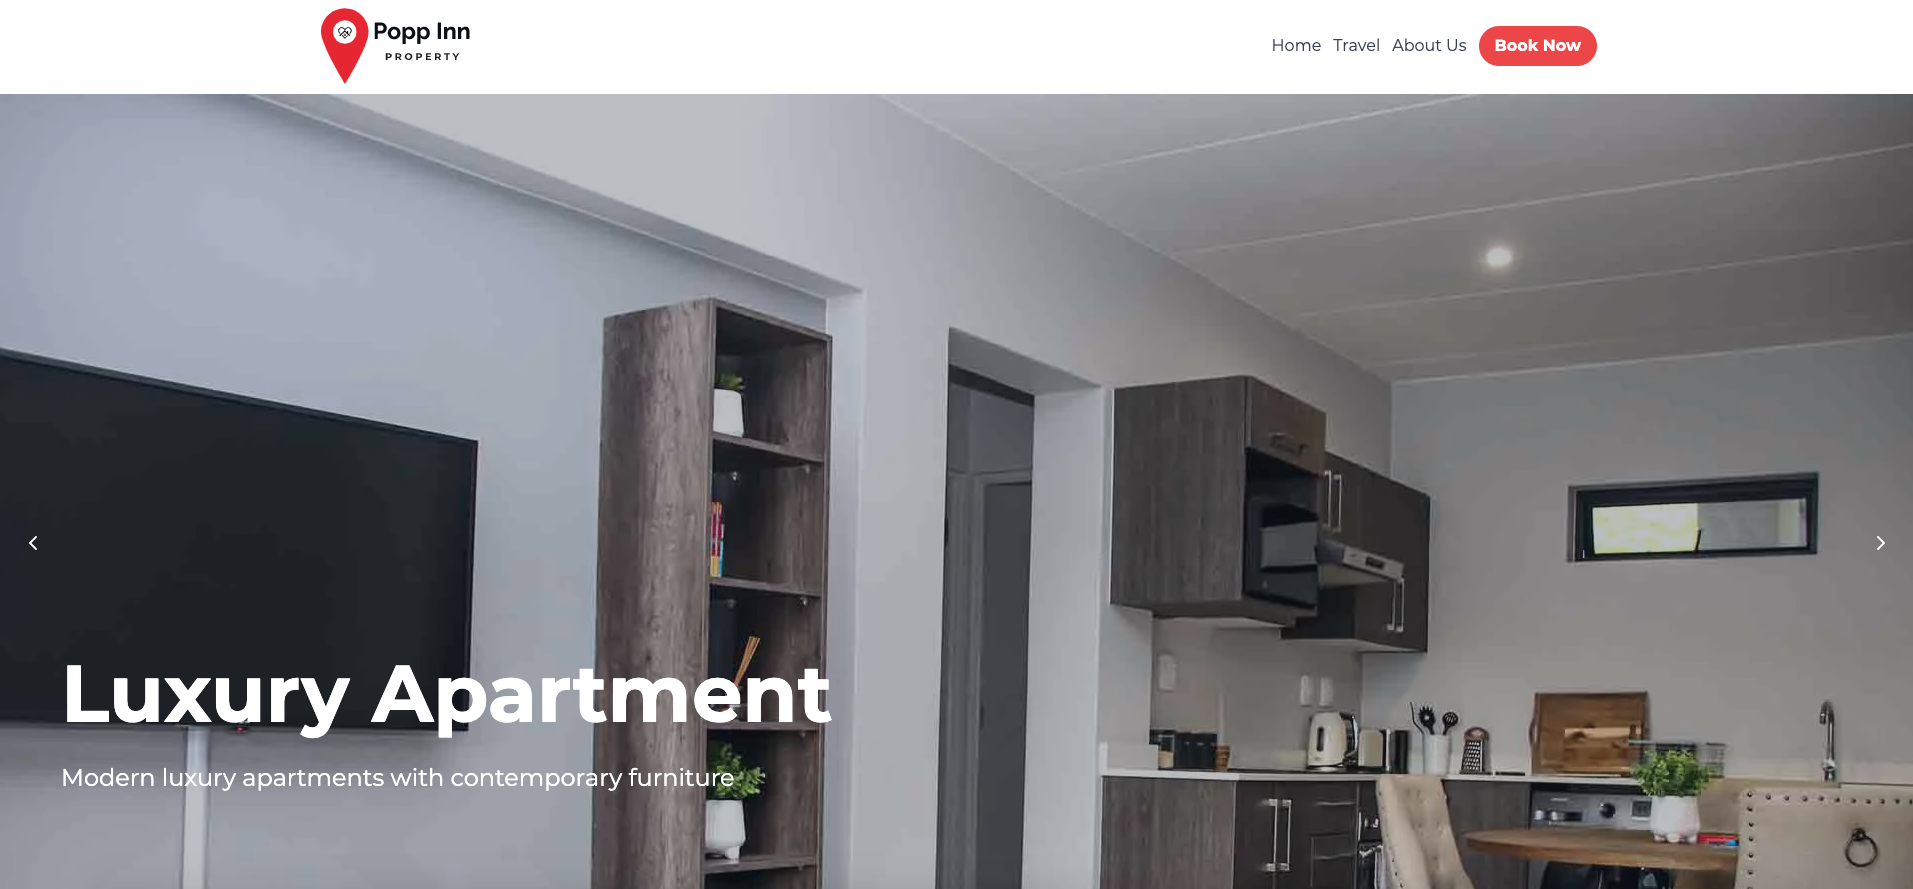 Popp Inn
PROPERTY
Home Travel About Us Book Now
Luxury Apartment
Modern luxury apartments with contemporary furniture